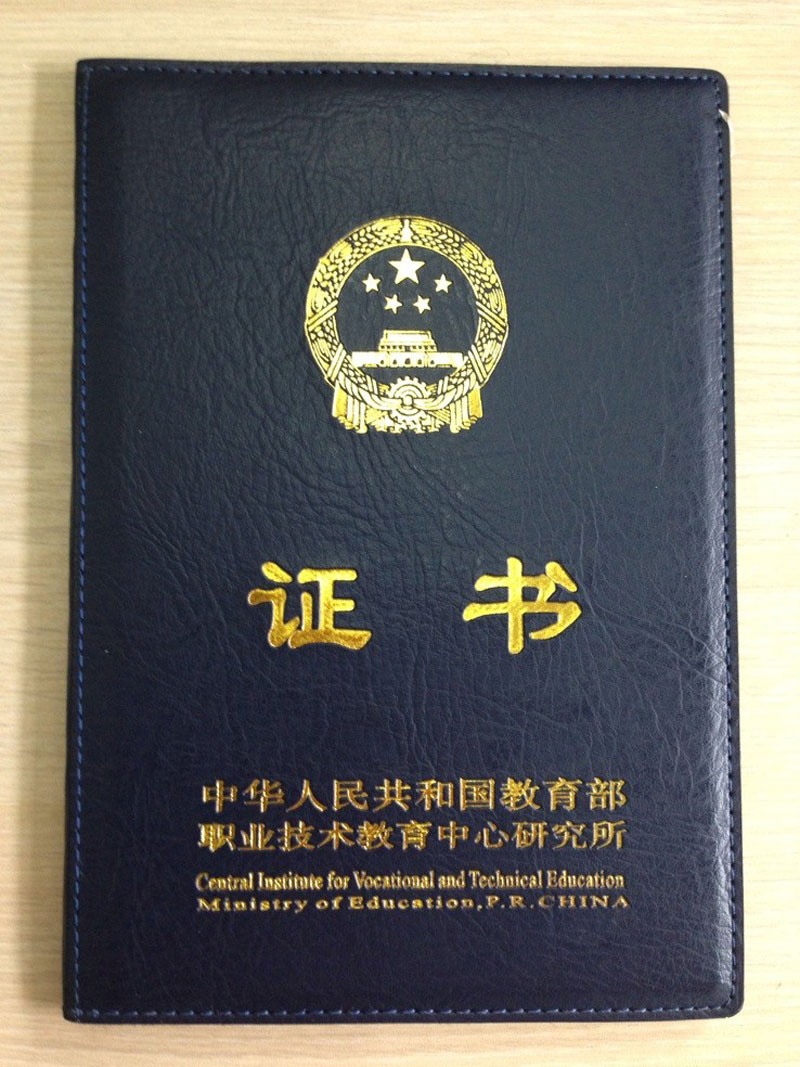 证书
中华人民共和国教育部
职业技术教育中心研究所
Central Institute for Vocational and Technical Education
Ministry of Education,P.R.CHINA